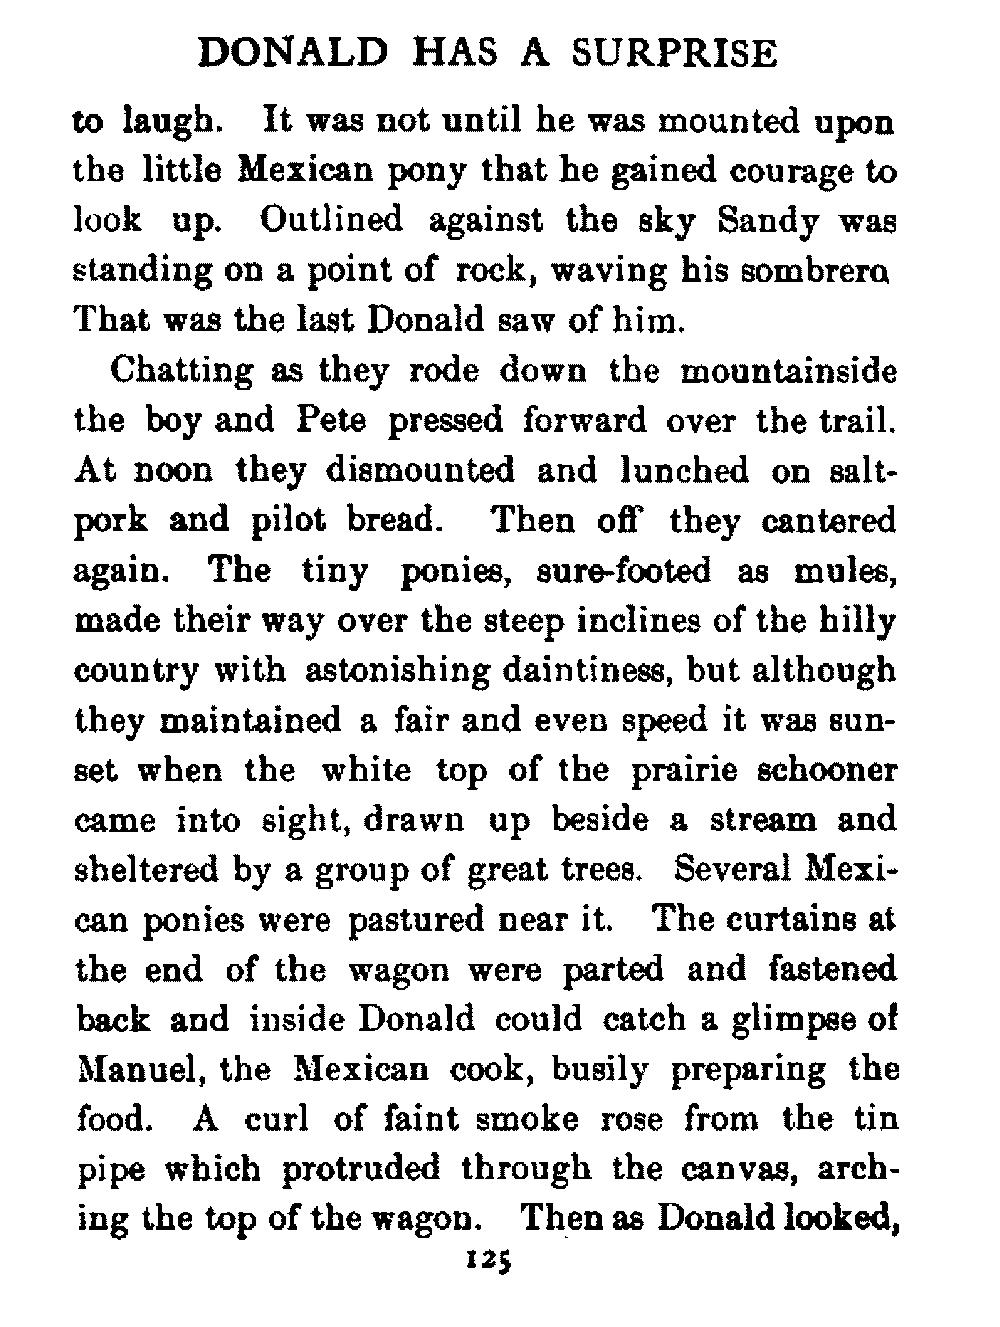 DONALD HAS A SURPRISE
to laugh. It was not until he was mounted upon
the little Mexican pony that he gained courage to
look up. Outlined against the sky Sandy was
standing on a point of rock, waving his sombrero.
That was the last Donald saw of him.
Chatting as they rode down the mountainside
the boy and Pete pressed forward over the trail.
At noon they dismounted and lunched on salt-
pork and pilot bread. Then off they cantered
again. The tiny ponies, sure-footed as mules,
made their way over the steep inclines of the hilly
country with astonishing daintiness, but although
they maintained a fair and even speed it was sun-
set when the white top of the prairie schooner
came into sight, drawn up beside a stream and
sheltered by a group of great trees. Several Mexi-
can ponies were pastured near it. The curtains at
the end of the wagon were parted and fastened
back and inside Donald could catch a glimpse of
Manuel, the Mexican cook, busily preparing the
food. A curl of faint smoke rose from the tin
pipe which protruded through the canvas, arch-
ing the top of the wagon. Then as Donald looked,
125